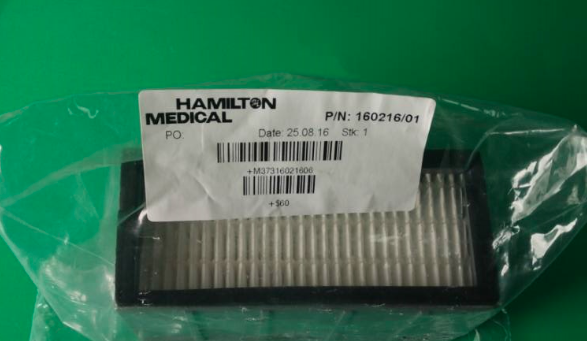 HAMILTON
MEDICAL P/N: 160216/01
PO: Date: 25.08.16 Stk: 1
+M37316021606
+$60